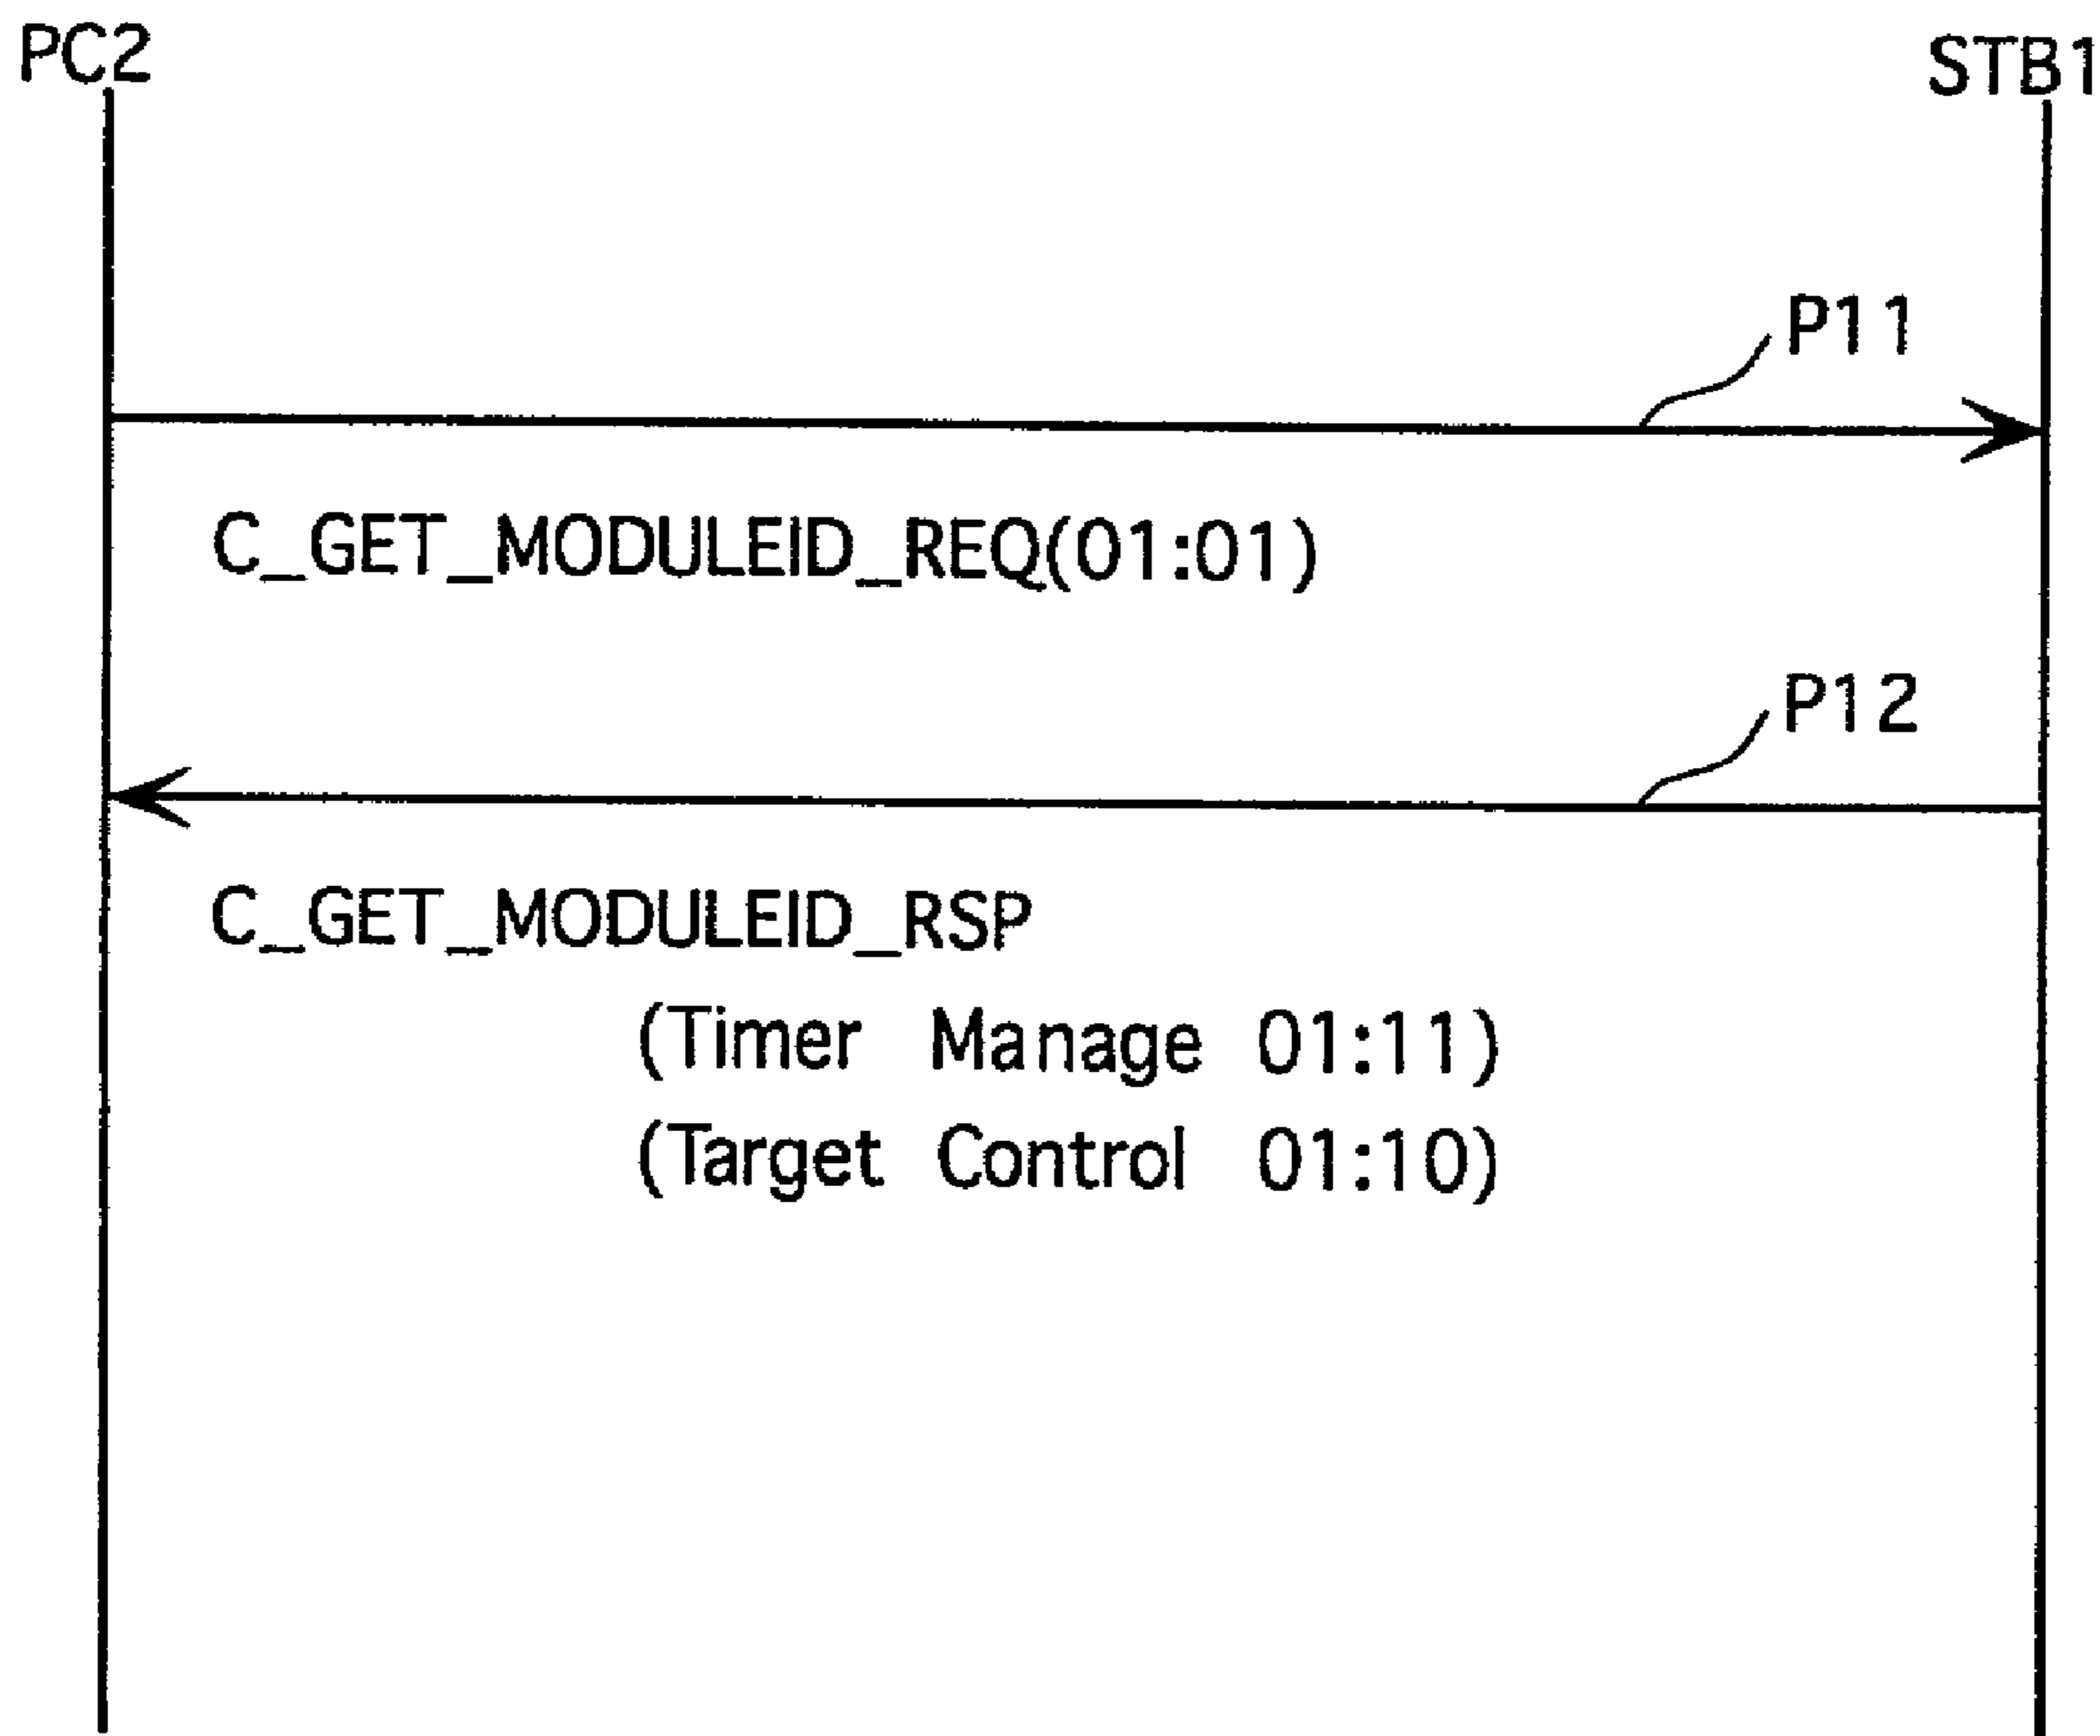 PC2
STB1
P11
C_GET_MODULEID_REQ(01:01)
P12
C_GET_MODULEID_RSP
(Timer Manage 01:11)
(Target Control 01:10)